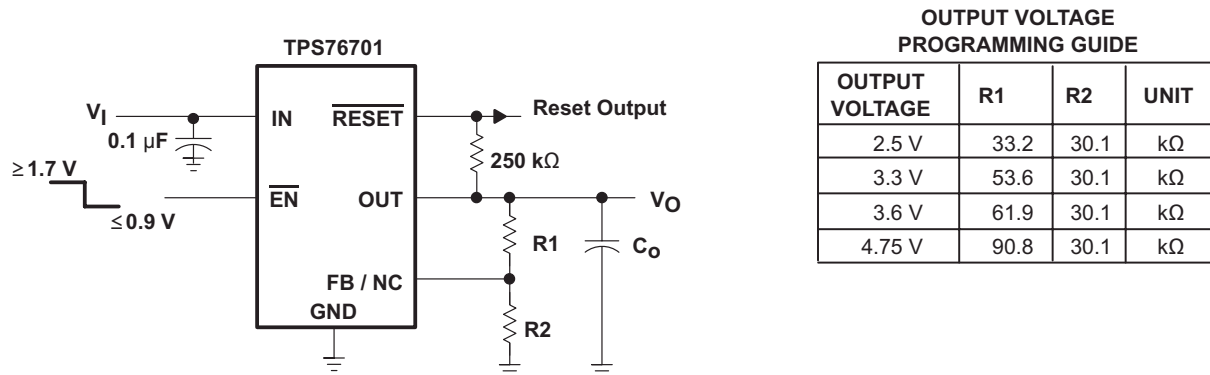 TPS76701
V_I
0.1 µF
≥1.7 V
≤0.9 V
IN
RESET
EN
OUT
FB / NC
GND
Reset Output
250 kΩ
V_O
R1
C_o
R2
OUTPUT VOLTAGE
PROGRAMMING GUIDE
OUTPUT VOLTAGE R1 R2 UNIT
2.5 V 33.2 30.1 kΩ
3.3 V 53.6 30.1 kΩ
3.6 V 61.9 30.1 kΩ
4.75 V 90.8 30.1 kΩ